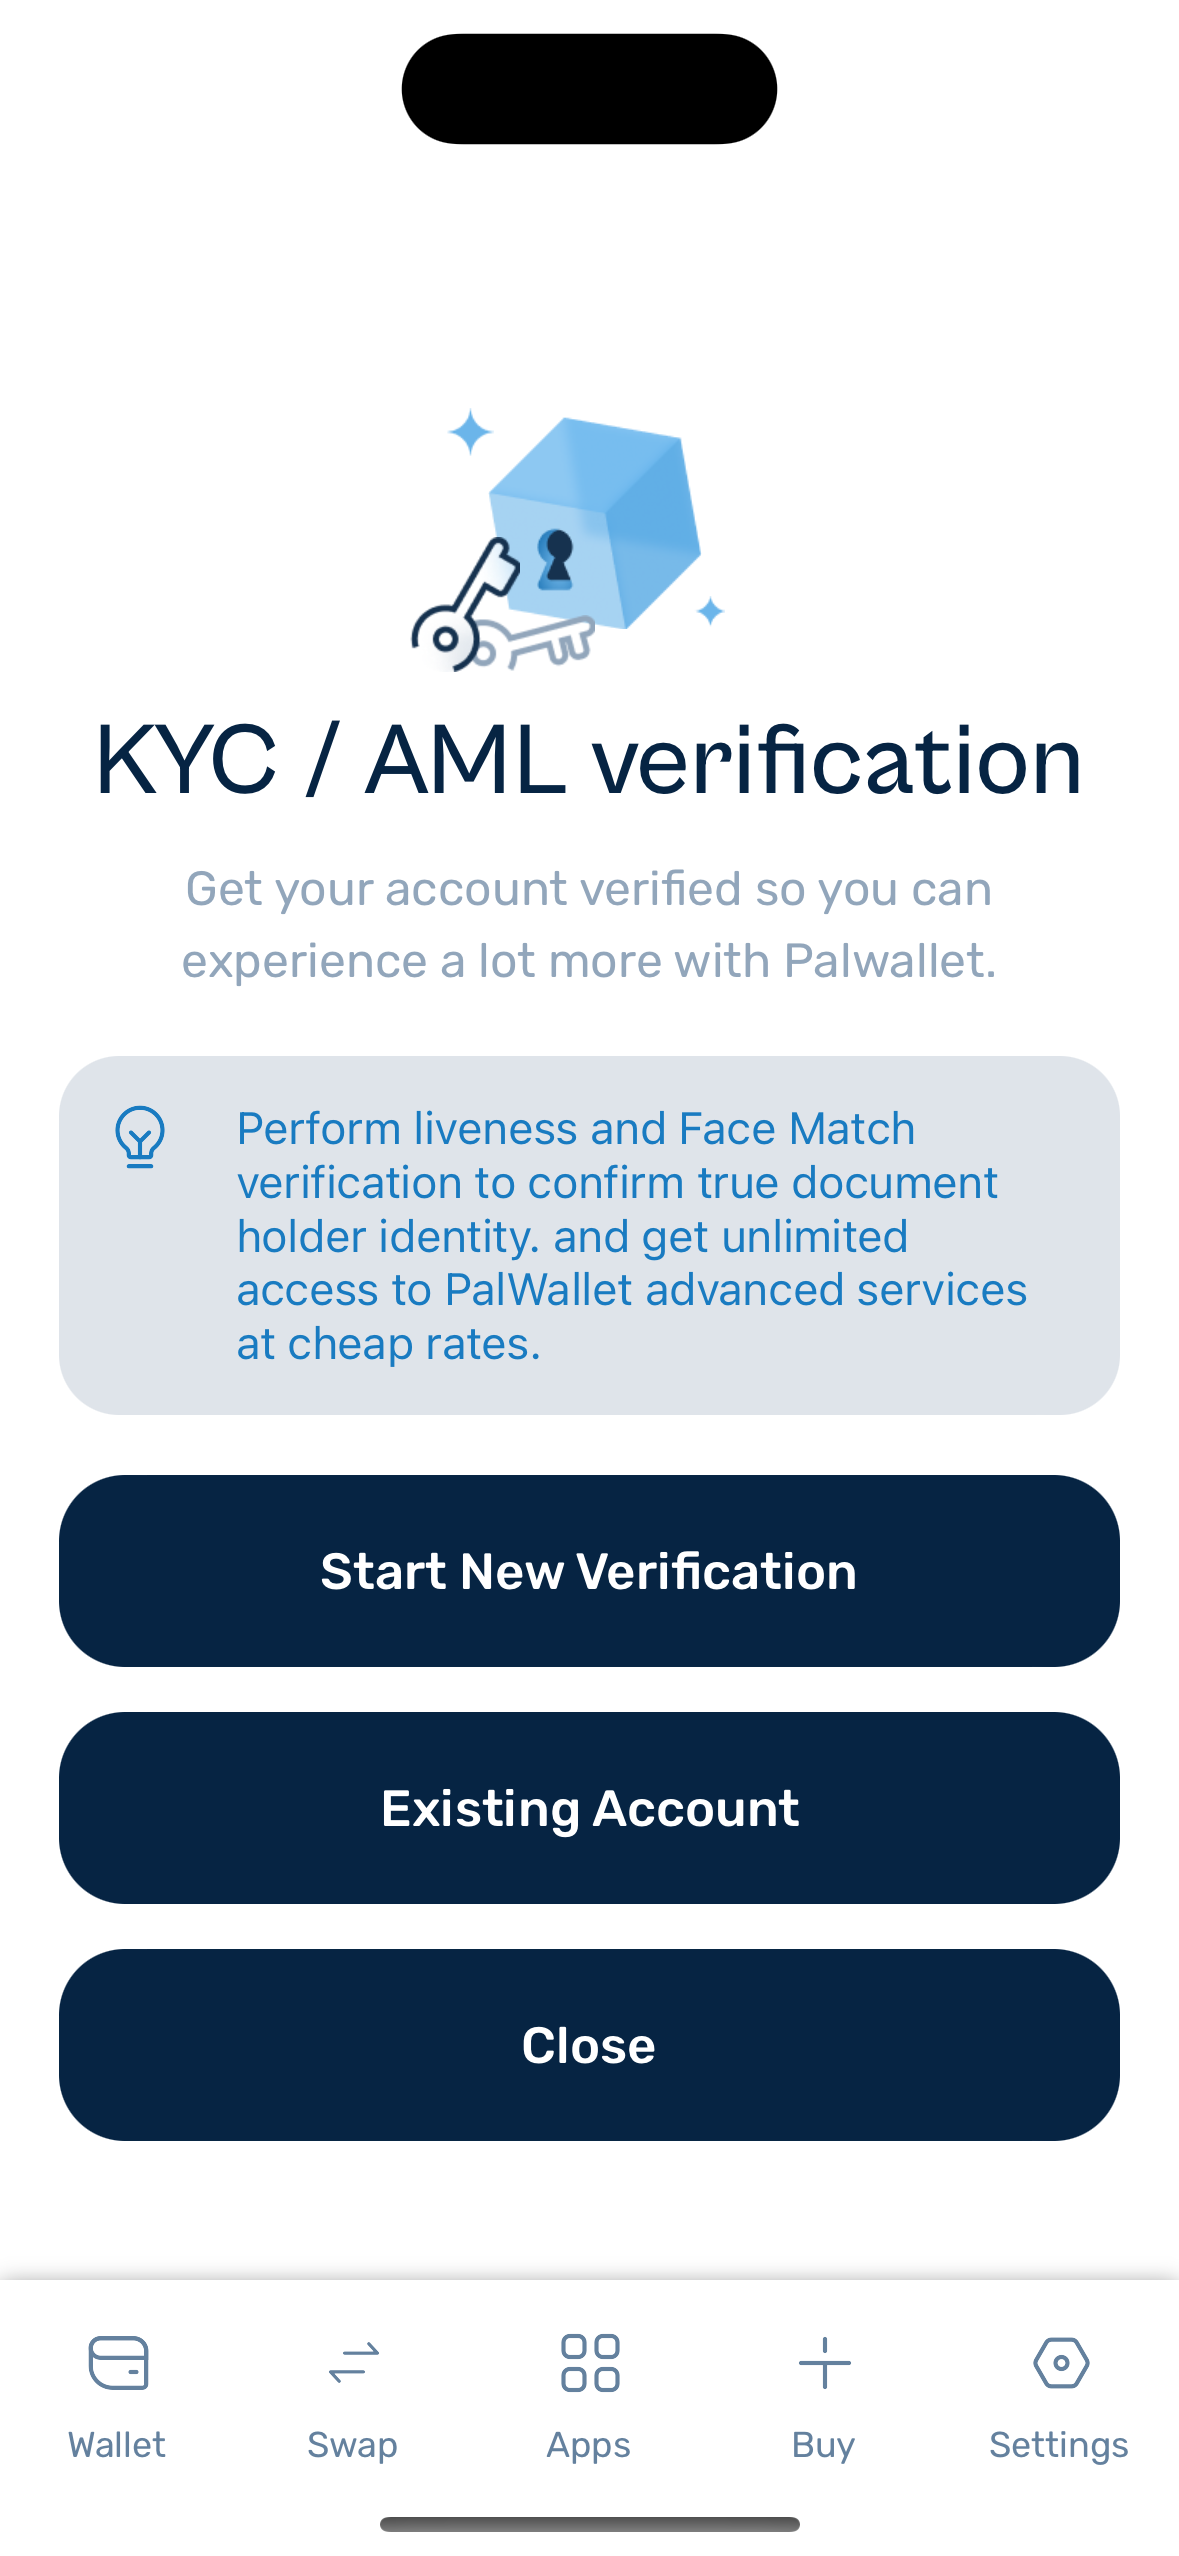 KYC / AML verification
Get your account verified so you can
experience a lot more with Palwallet.
Perform liveness and Face Match
verification to confirm true document
holder identity. and get unlimited
access to PalWallet advanced services
at cheap rates.
Start New Verification
Existing Account
Close
Wallet
Swap
Apps
Buy
Settings